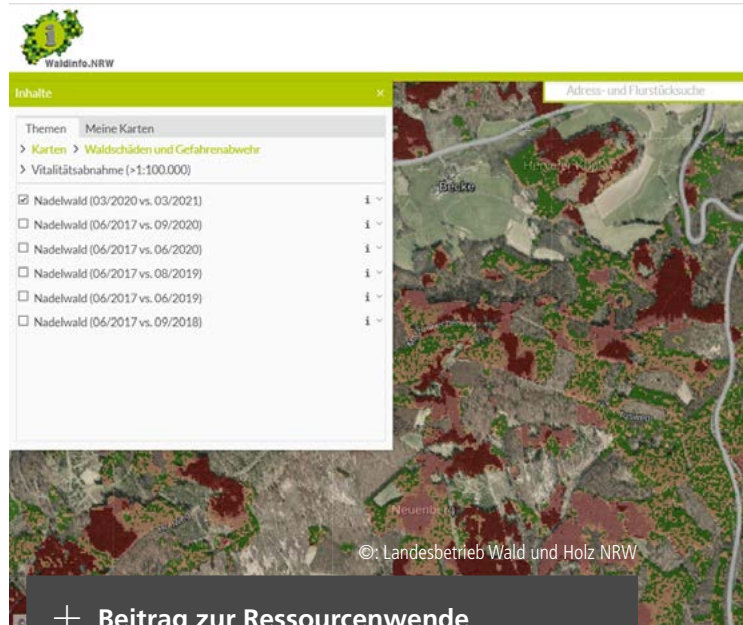 Waldinfo.NRW
Inhalte ×
Adress- und Flurstücksuche
Themen Meine Karten
> Karten > Waldschäden und Gefahrenabwehr
> Vitalitätsabnahme (>1:100.000)
Nadelwald (03/2020 vs. 03/2021)
Nadelwald (06/2017 vs. 09/2020)
Nadelwald (06/2017 vs. 06/2020)
Nadelwald (06/2017 vs. 08/2019)
Nadelwald (06/2017 vs. 06/2019)
Nadelwald (06/2017 vs. 09/2018)
Becke
Neuenberg
©: Landesbetrieb Wald und Holz NRW
+ Beitrag zur Ressourcenwende